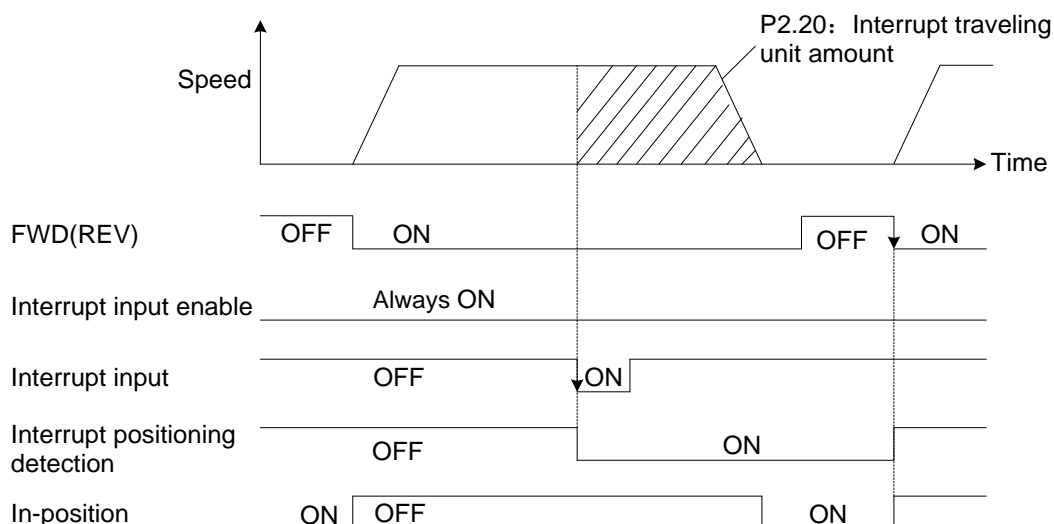 P2.20：Interrupt traveling
unit amount
Speed
Time
FWD(REV) OFF ON OFF ON
Interrupt input enable Always ON
Interrupt input OFF ON
Interrupt positioning
detection OFF ON
In-position ON OFF ON